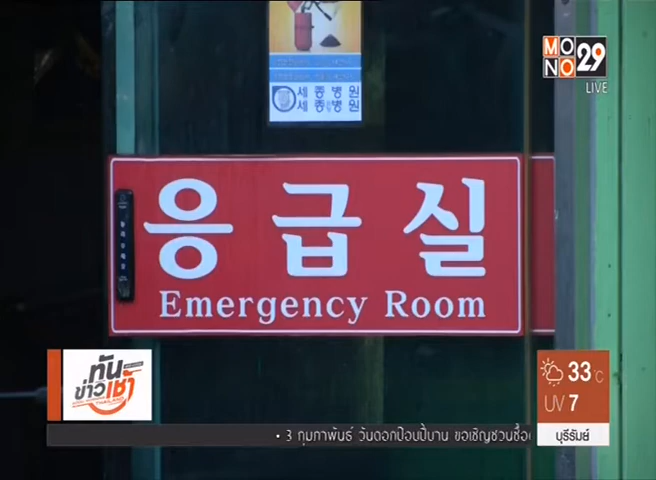 세종병원
세종병원
MONO 29
LIVE
응급실
Emergency Room
ทันข่าวเช้า
33°C
UV 7
บุรีรัมย์
• 3 กุมภาพันธ์ วันดอกป๊อปปี้บาน ขอเชิญชวนซื้อ